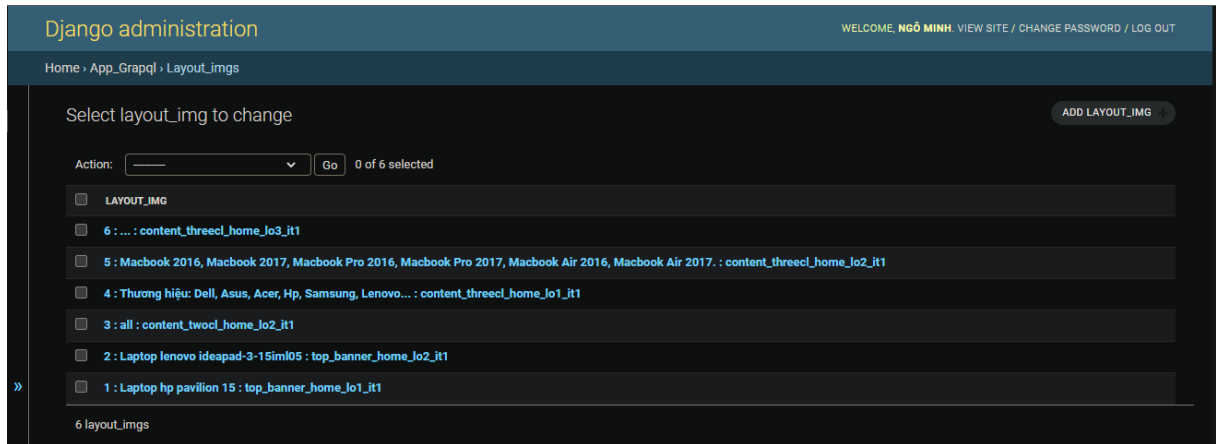 Django administration
WELCOME, NGÔ MINH. VIEW SITE / CHANGE PASSWORD / LOG OUT
Home › App_Grapql › Layout_imgs
Select layout_img to change
ADD LAYOUT_IMG +
Action: --------- Go 0 of 6 selected
LAYOUT_IMG
6 : ... : content_threecl_home_lo3_it1
5 : Macbook 2016, Macbook 2017, Macbook Pro 2016, Macbook Pro 2017, Macbook Air 2016, Macbook Air 2017. : content_threecl_home_lo2_it1
4 : Thương hiệu: Dell, Asus, Acer, Hp, Samsung, Lenovo... : content_threecl_home_lo1_it1
3 : all : content_twocl_home_lo2_it1
2 : Laptop lenovo ideapad-3-15iml05 : top_banner_home_lo2_it1
»
1 : Laptop hp pavilion 15 : top_banner_home_lo1_it1
6 layout_imgs